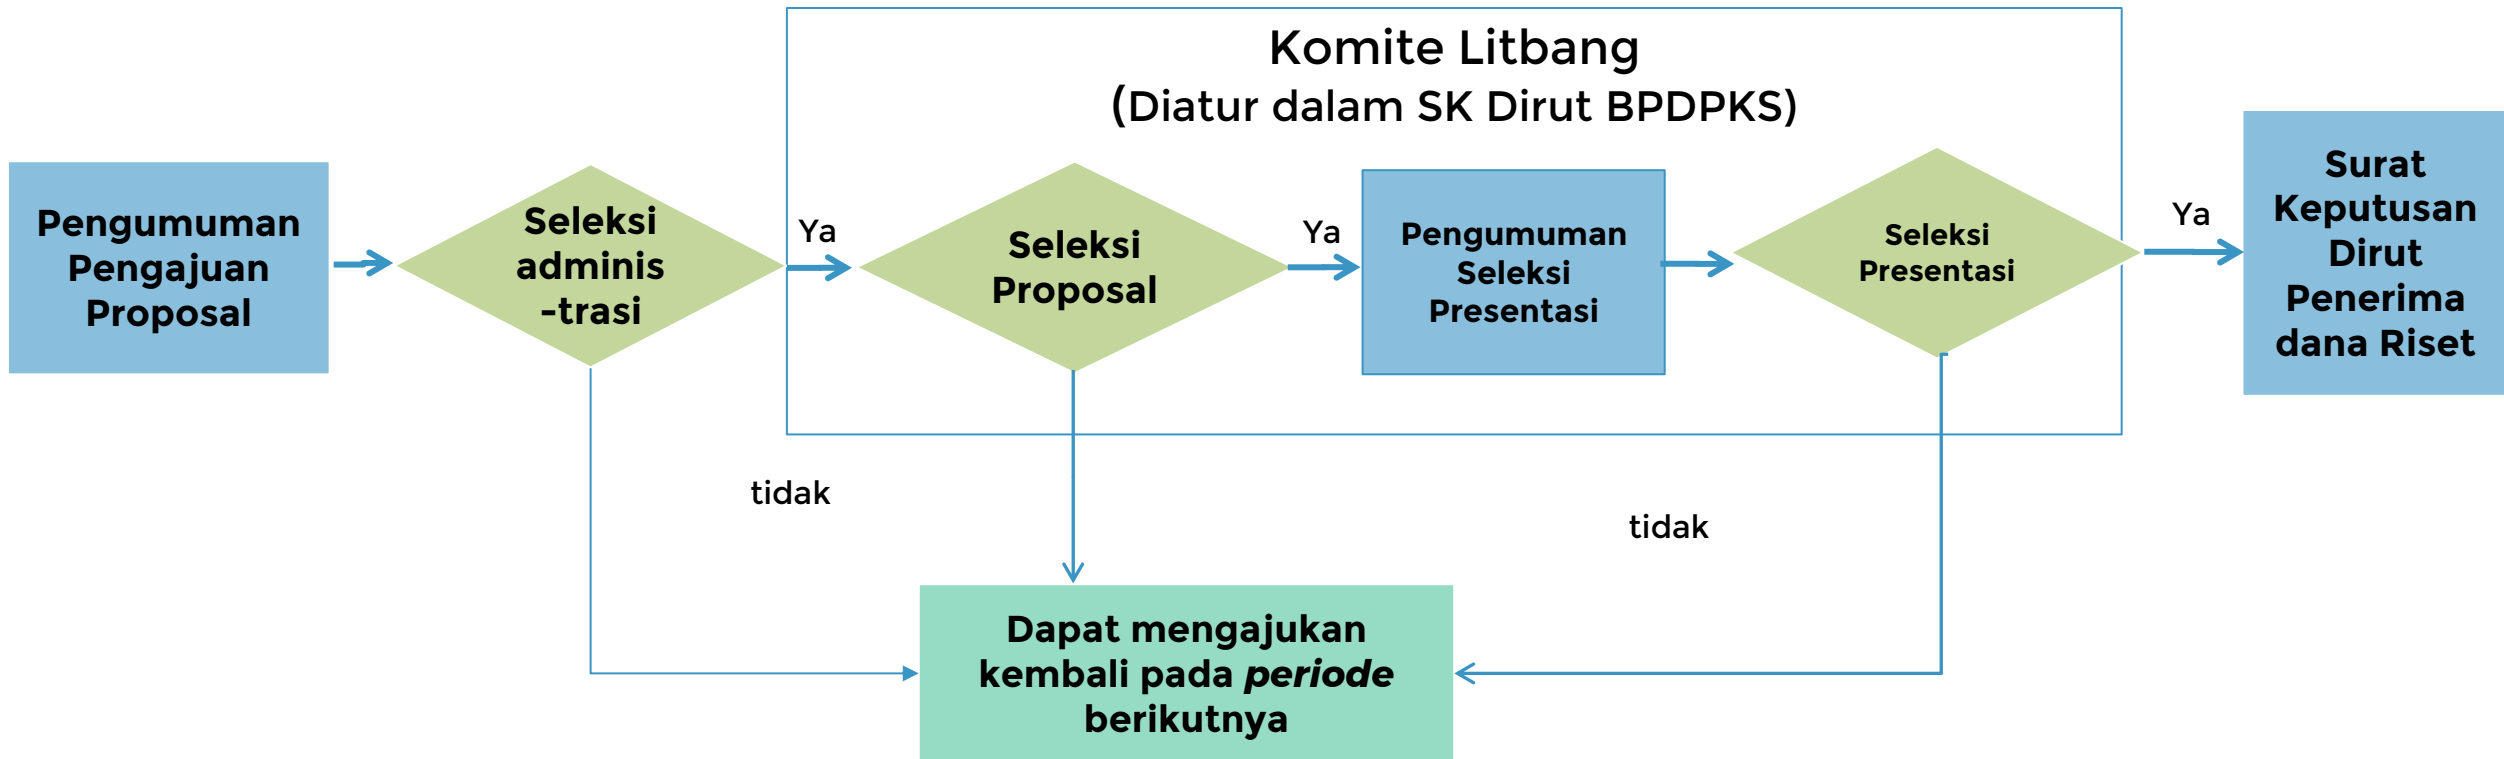 Komite Litbang
(Diatur dalam SK Dirut BPDPKS)
Pengumuman
Pengajuan
Proposal
Seleksi
adminis
-trasi
Ya
Seleksi
Proposal
Ya
Pengumuman
Seleksi
Presentasi
Seleksi
Presentasi
Ya
Surat
Keputusan
Dirut
Penerima
dana Riset
tidak
tidak
Dapat mengajukan
kembali pada periode
berikutnya